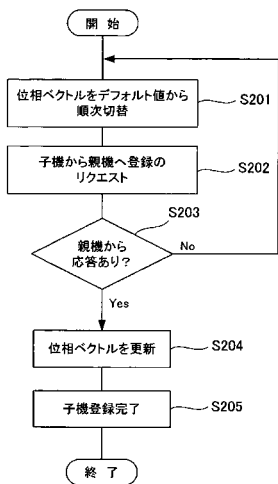 開 始
位相ベクトルをデフォルト値から
順次切替
S201
子機から親機へ登録の
リクエスト
S202
S203
親機から
応答あり?
No
Yes
位相ベクトルを更新
S204
子機登録完了
S205
終 了